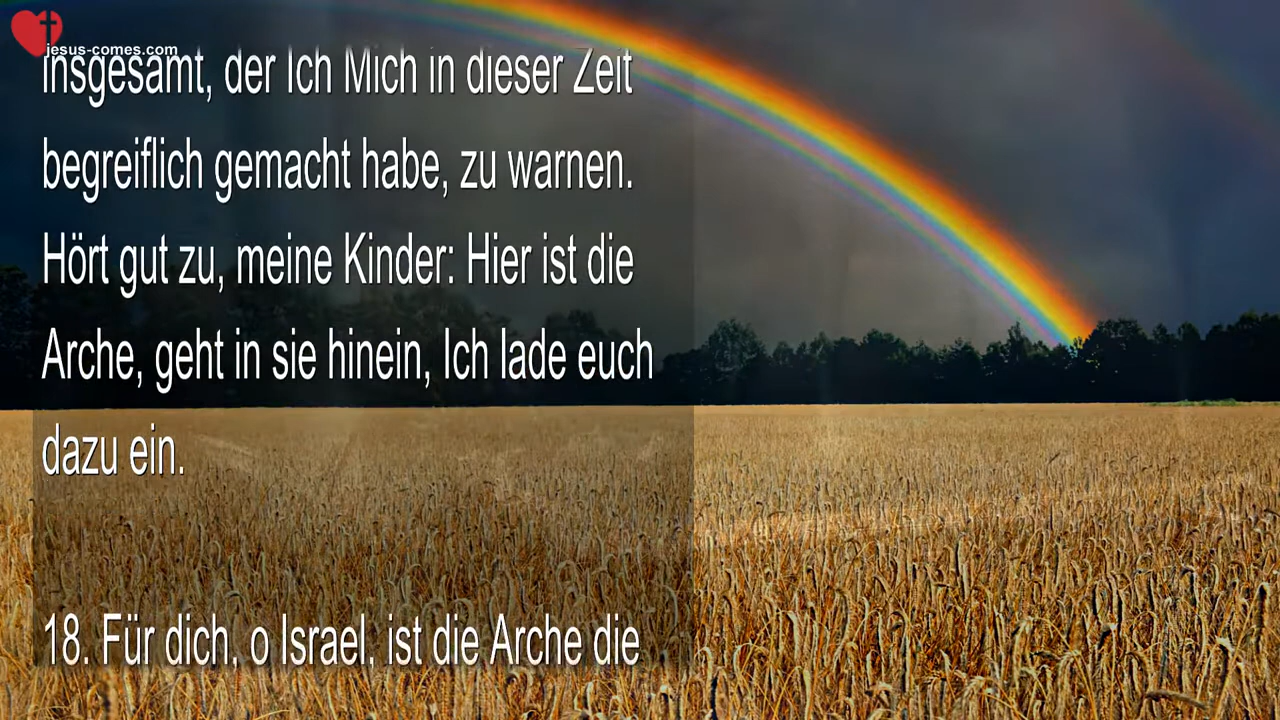 jesus-comes.com
insgesamt, der Ich Mich in dieser Zeit
begreiflich gemacht habe, zu warnen.
Hört gut zu, meine Kinder: Hier ist die
Arche, geht in sie hinein, Ich lade euch
dazu ein.
18. Für dich, o Israel, ist die Arche die